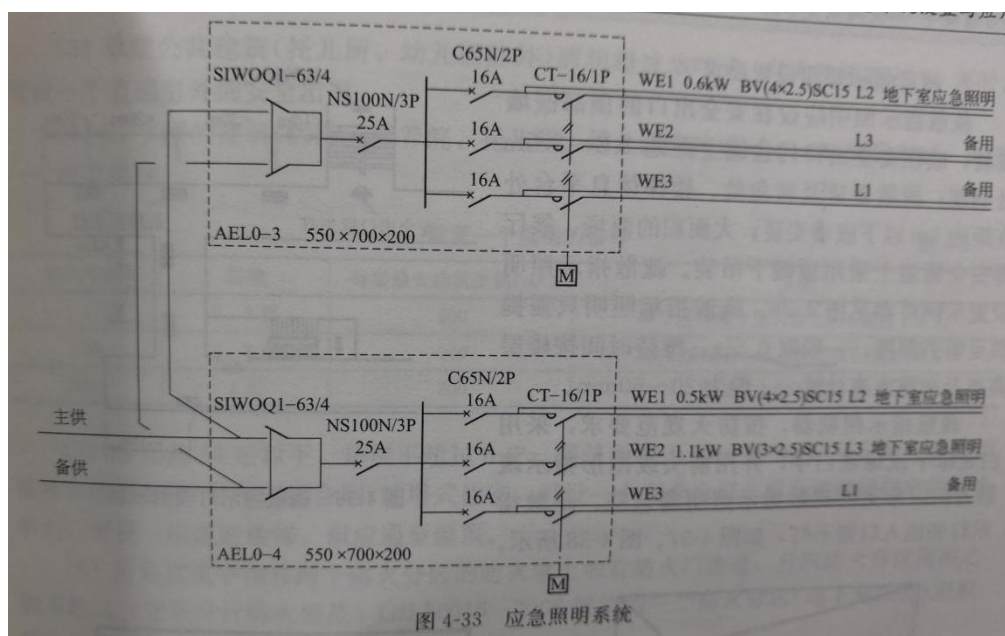 C65N/2P
SIWOQ1-63/4
16A
CT-16/1P
WE1 0.6kW BV(4×2.5)SC15 L2 地下室应急照明
NS100N/3P
25A
16A
WE2
L3
备用
16A
WE3
L1
备用
AEL0-3 550×700×200
M
C65N/2P
SIWOQ1-63/4
16A
CT-16/1P
WE1 0.5kW BV(4×2.5)SC15 L2 地下室应急照明
NS100N/3P
25A
主供
16A
WE2 1.1kW BV(3×2.5)SC15 L3 地下室应急照明
备供
16A
WE3
L1
备用
AEL0-4 550×700×200
M
图 4-33 应急照明系统